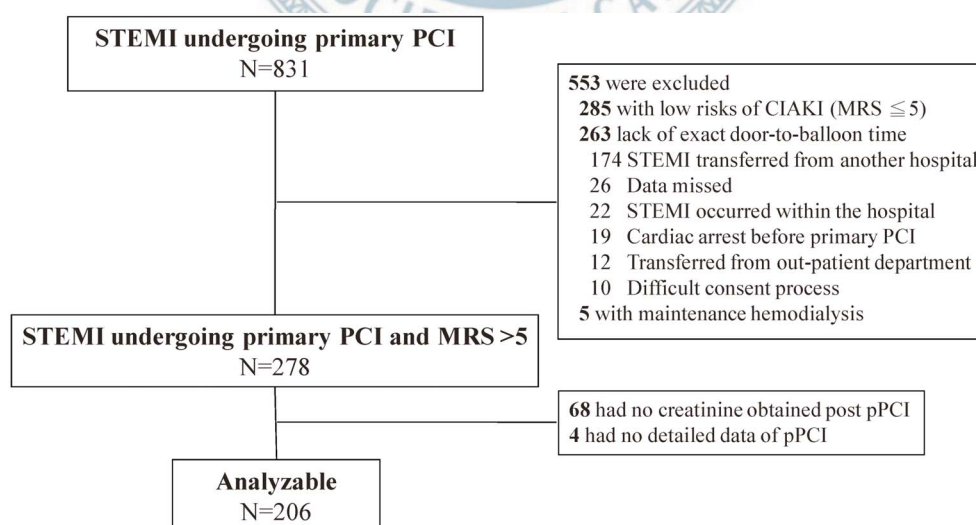 STEMI undergoing primary PCI
N=831
553 were excluded
285 with low risks of CIAKI (MRS ≦5)
263 lack of exact door-to-balloon time
174 STEMI transferred from another hospital
26 Data missed
22 STEMI occurred within the hospital
19 Cardiac arrest before primary PCI
12 Transferred from out-patient department
10 Difficult consent process
5 with maintenance hemodialysis
STEMI undergoing primary PCI and MRS >5
N=278
68 had no creatinine obtained post pPCI
4 had no detailed data of pPCI
Analyzable
N=206